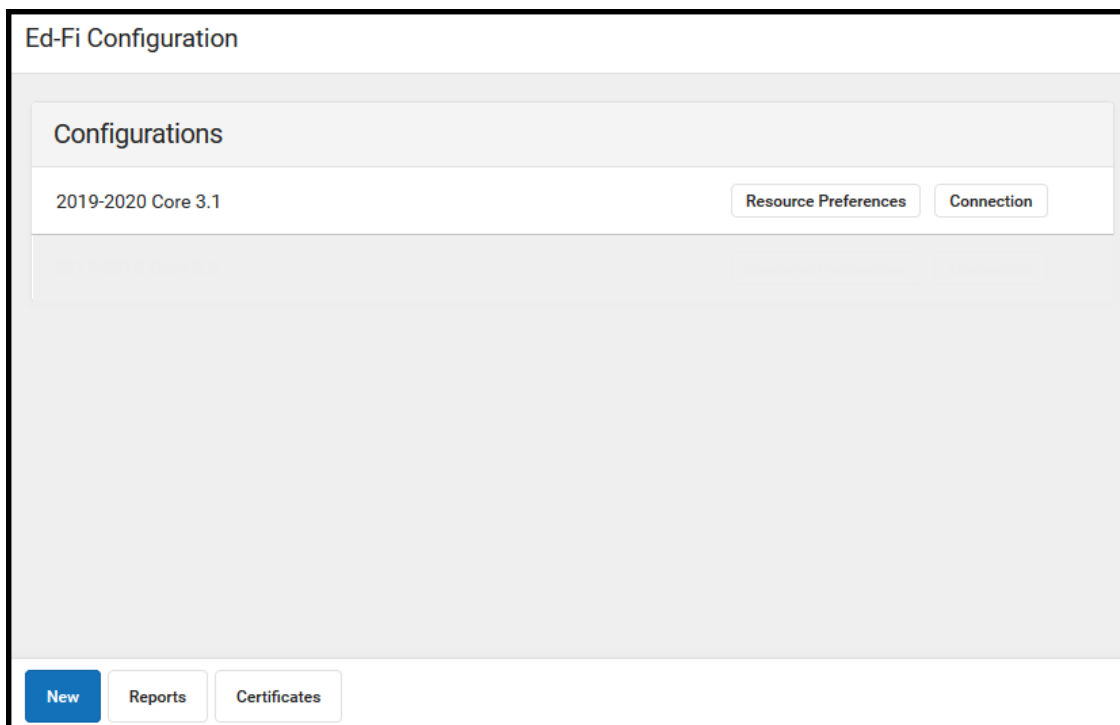 Ed-Fi Configuration
Configurations
2019-2020 Core 3.1 Resource Preferences Connection
New Reports Certificates